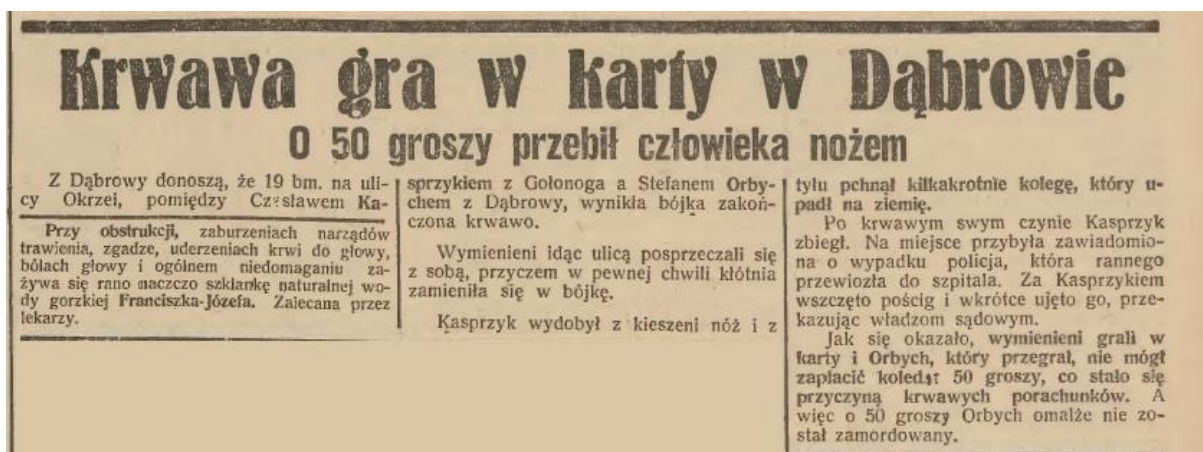 Krwawa gra w karty w Dąbrowie
O 50 groszy przebił człowieka nożem
Z Dąbrowy donoszą, że 19 bm. na uli-
cy Okrzei, pomiędzy Czesławem Ka-
Przy obstrukcji, zaburzeniach narządów
trawienia, zgadze, uderzeniach krwi do głowy,
bólach głowy i ogólnem niedomaganiu za-
żywa się rano naczczo szklankę naturalnej wo-
dy gorzkiej Franciszka-Józefa. Zalecana przez
lekarzy.
sprzykiem z Gołonoga a Stefanem Orby-
chem z Dąbrowy, wynikła bójka zakoń-
czona krwawo.
Wymienieni idąc ulicą posprzeczali się
z sobą, przyczem w pewnej chwili kłótnia
zamieniła się w bójkę.
Kasprzyk wydobył z kieszeni nóż i z
tyłu pchnął kilkakrotnie kolegę, który u-
padł na ziemię.
Po krwawym swym czynie Kasprzyk
zbiegł. Na miejsce przybyła zawiadomio-
na o wypadku policja, która rannego
przewiozła do szpitala. Za Kasprzykiem
wszczęto pościg i wkrótce ujęto go, prze-
kazując władzom sądowym.
Jak się okazało, wymienieni grali w
karty i Orbych, który przegrał, nie mógł
zapłacić koledze 50 groszy, co stało się
przyczyną krwawych porachunków. A
więc o 50 groszy Orbych omalże nie zo-
stał zamordowany.